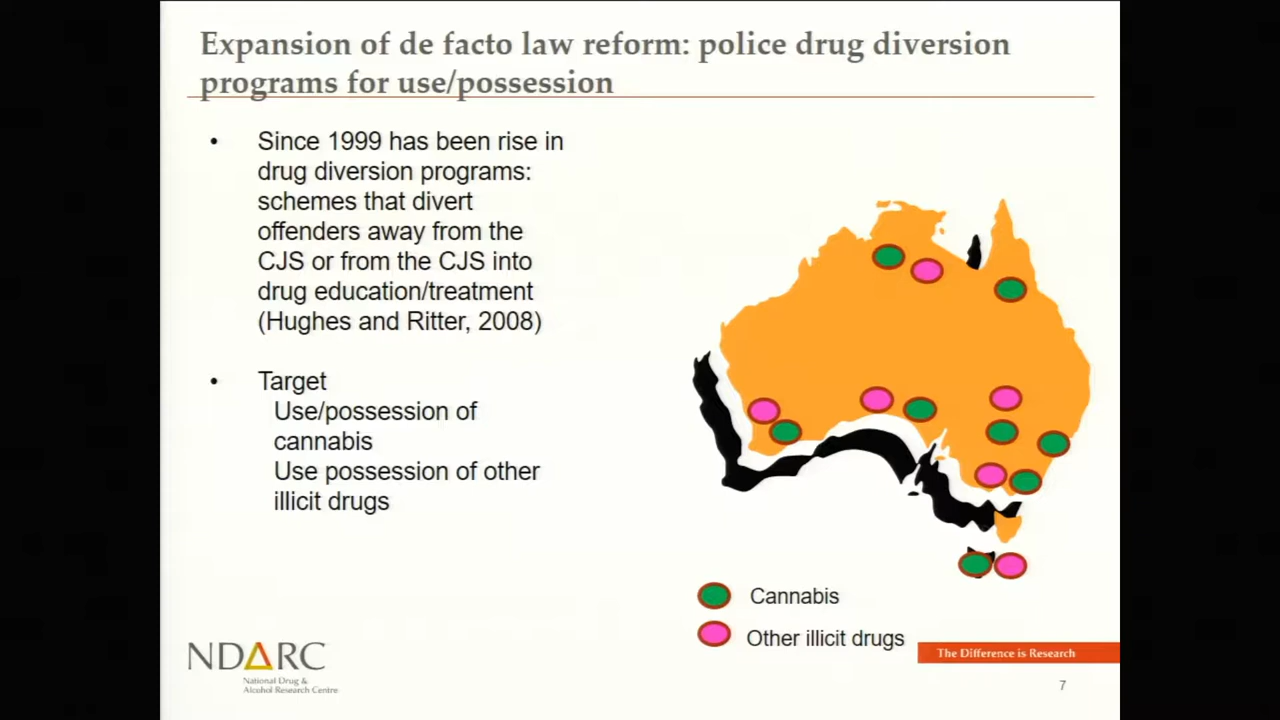 Expansion of de facto law reform: police drug diversion
programs for use/possession
• Since 1999 has been rise in
drug diversion programs:
schemes that divert
offenders away from the
CJS or from the CJS into
drug education/treatment
(Hughes and Ritter, 2008)
• Target
Use/possession of
cannabis
Use possession of other
illicit drugs
Cannabis
Other illicit drugs
NDARC
National Drug &
Alcohol Research Centre
The Difference is Research
7